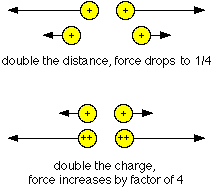 + +
+ +
double the distance, force drops to 1/4
+ +
++ ++
double the charge,
force increases by factor of 4